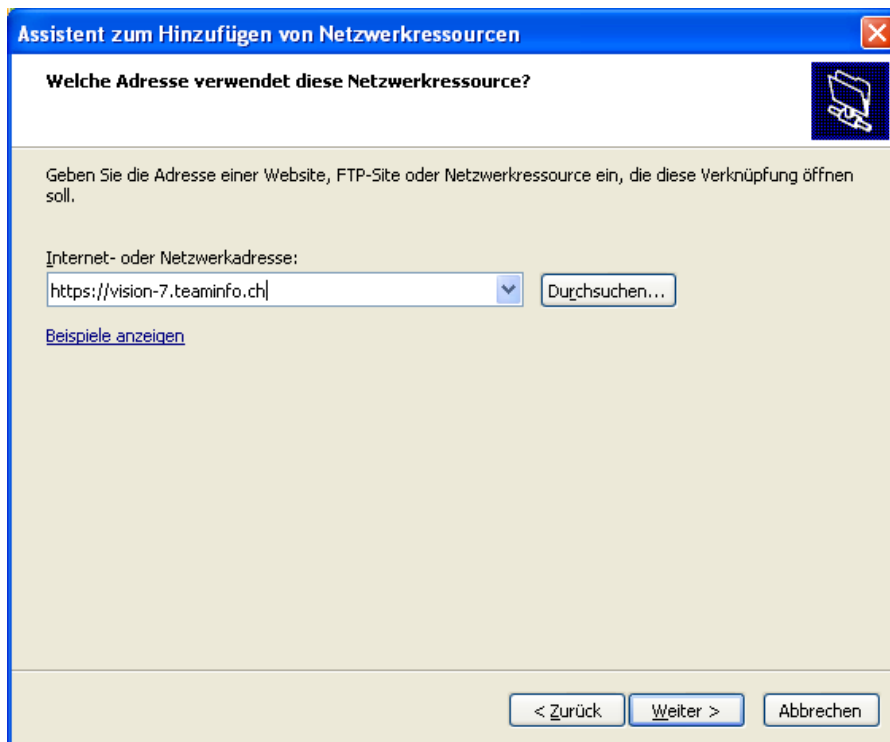 Assistent zum Hinzufügen von Netzwerkressourcen
Welche Adresse verwendet diese Netzwerkressource?
Geben Sie die Adresse einer Website, FTP-Site oder Netzwerkressource ein, die diese Verknüpfung öffnen
soll.
Internet- oder Netzwerkadresse:
https://vision-7.teaminfo.ch
Durchsuchen...
Beispiele anzeigen
< Zurück
Weiter >
Abbrechen